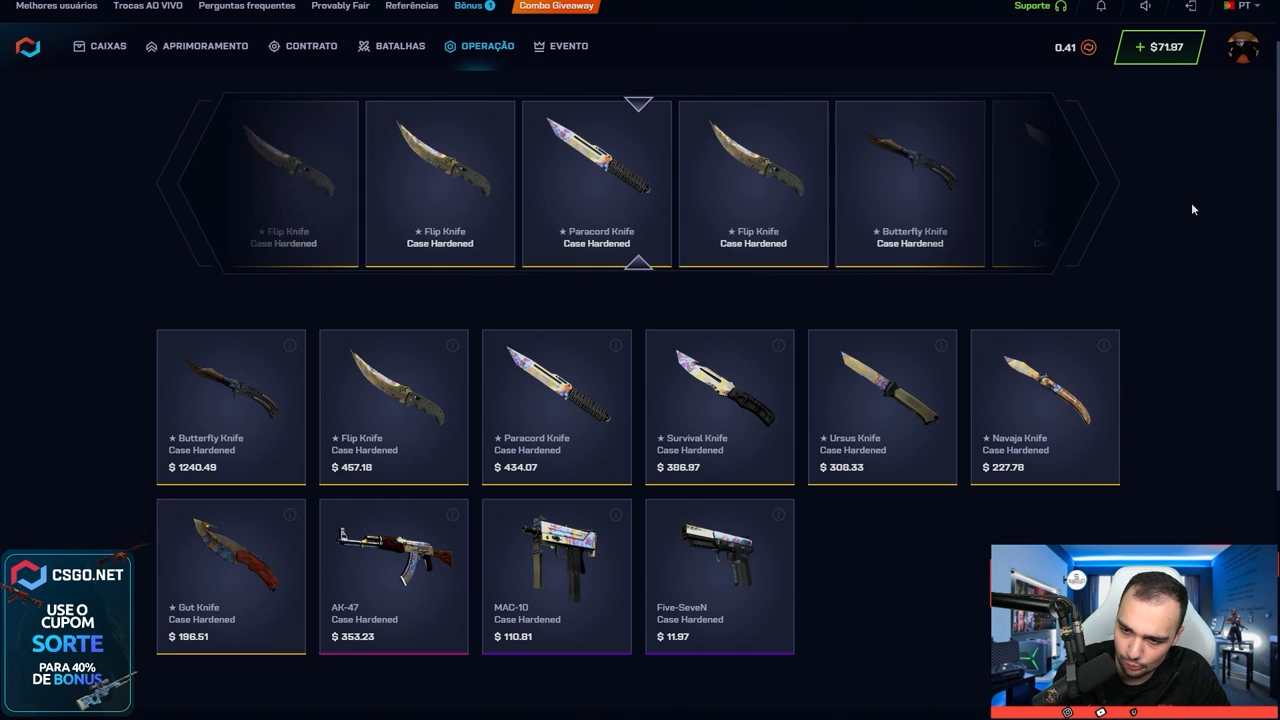 Melhores usuários Trocas AO VIVO Perguntas frequentes Provably Fair Referências Bônus 1 Combo Giveaway Suporte PT
CAIXAS APRIMORAMENTO CONTRATO BATALHAS OPERAÇÃO EVENTO 0.41 + $71.97
★ Flip Knife ★ Flip Knife ★ Paracord Knife ★ Flip Knife ★ Butterfly Knife
Case Hardened Case Hardened Case Hardened Case Hardened Case Hardened
★ Butterfly Knife ★ Flip Knife ★ Paracord Knife ★ Survival Knife ★ Ursus Knife ★ Navaja Knife
Case Hardened Case Hardened Case Hardened Case Hardened Case Hardened Case Hardened
$ 1240.49 $ 457.18 $ 434.07 $ 386.97 $ 308.33 $ 227.78
★ Gut Knife AK-47 MAC-10 Five-SeveN
Case Hardened Case Hardened Case Hardened Case Hardened
$ 196.51 $ 353.23 $ 110.81 $ 11.97
CSGO.NET
USE O
CUPOM
SORTE
PARA 40%
DE BONUS